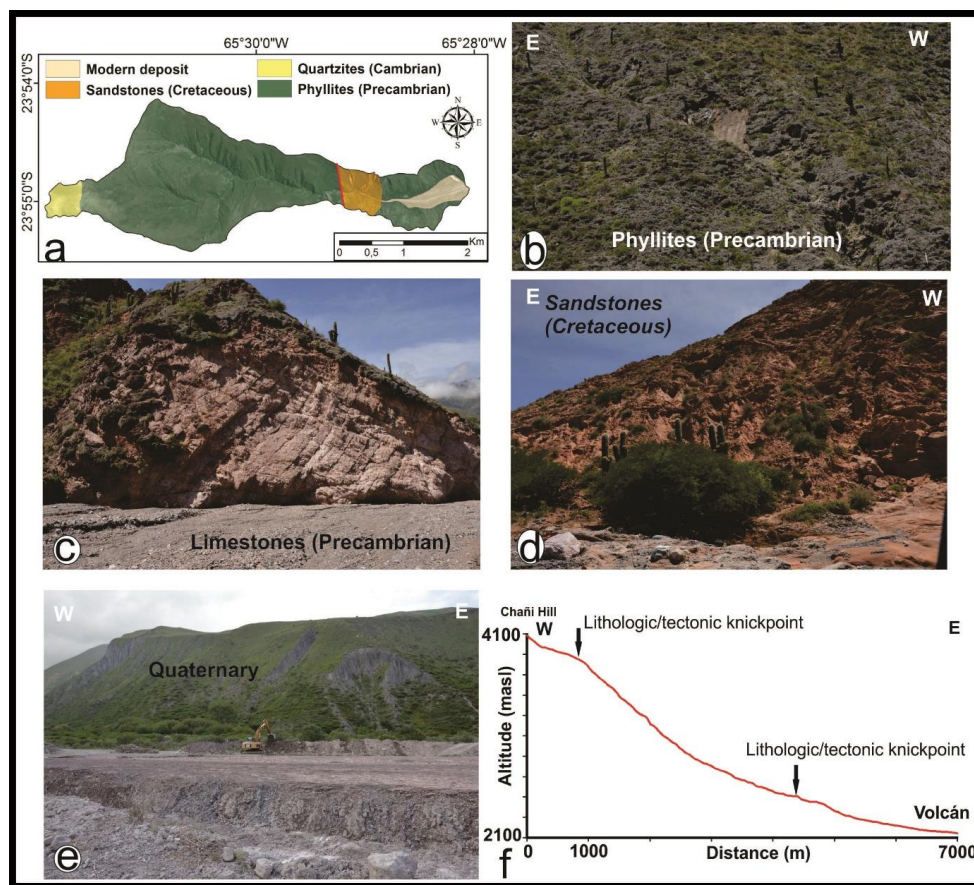 65°30'0"W
65°28'0"W
23°54'0"S
23°55'0"S
Modern deposit
Quartzites (Cambrian)
Sandstones (Cretaceous)
Phyllites (Precambrian)
N
W
E
S
Km
0
0,5
1
2
a
E
W
Phyllites (Precambrian)
b
Limestones (Precambrian)
c
E
W
Sandstones
(Cretaceous)
d
W
E
Quaternary
e
Chañi Hill
W
E
4100
Lithologic/tectonic knickpoint
Lithologic/tectonic knickpoint
Altitude (masl)
Volcán
2100
0
1000
Distance (m)
7000
f